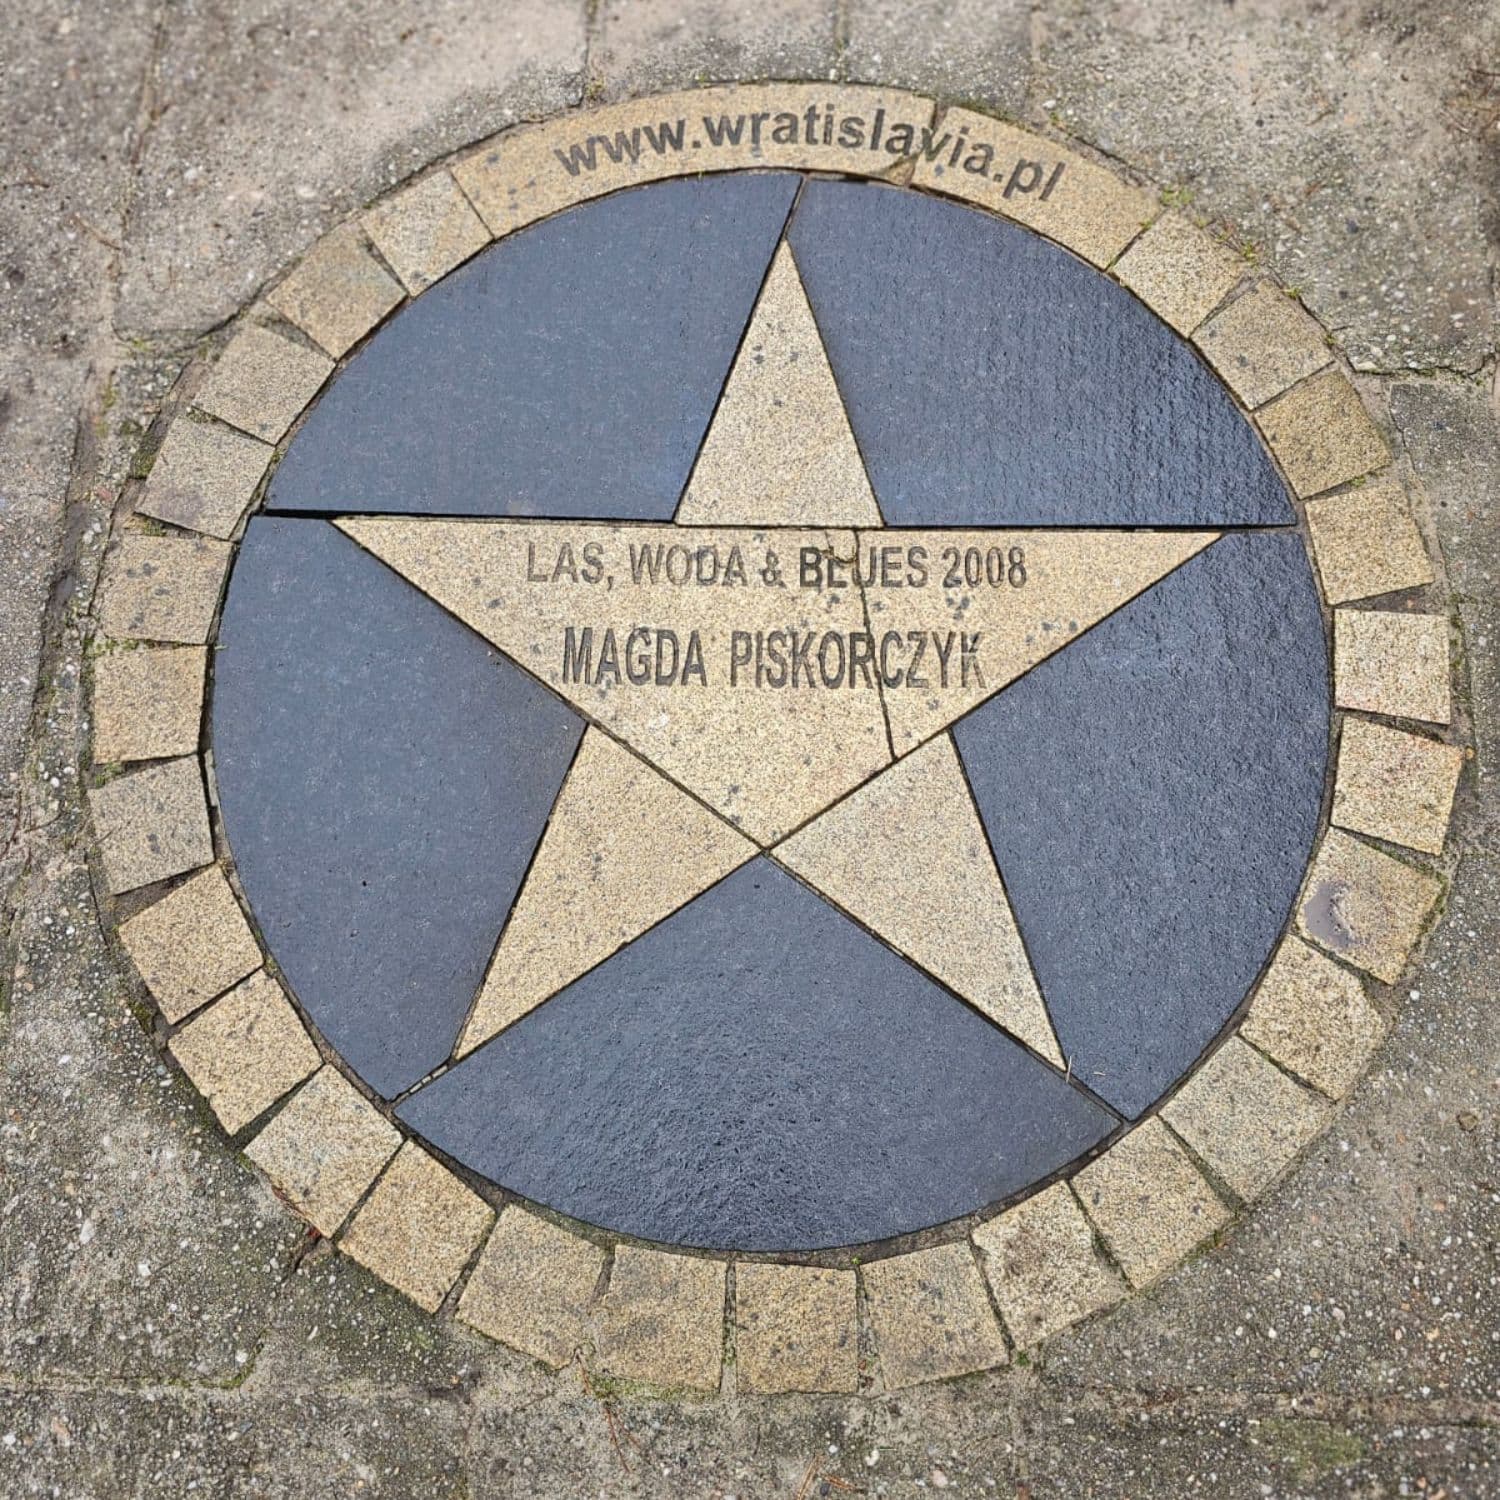 www.wratislavia.pl
LAS, WODA & BLUES 2008
MAGDA PISKORCZYK